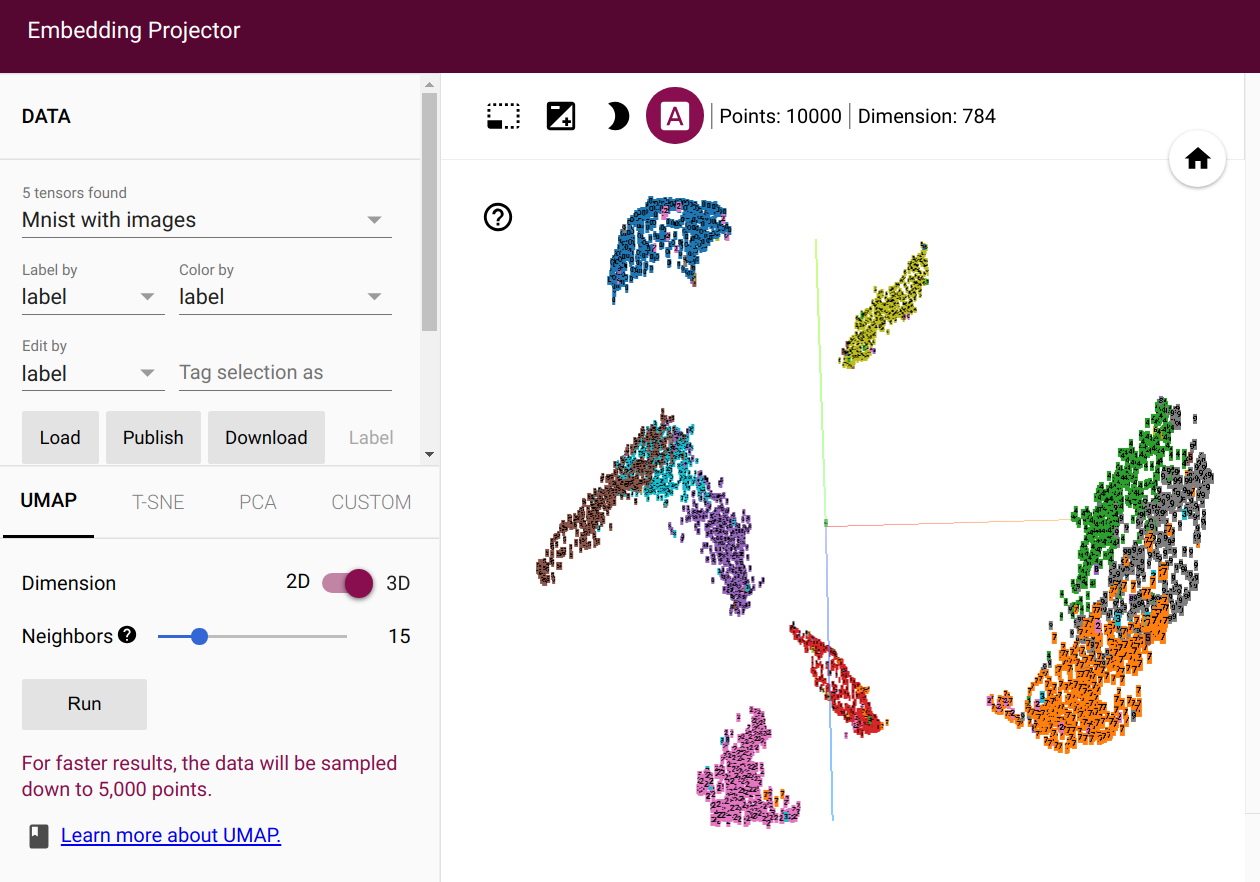 Embedding Projector
DATA
5 tensors found
Mnist with images
Label by Color by
label label
Edit by
label Tag selection as
Load Publish Download Label
UMAP T-SNE PCA CUSTOM
Dimension 2D 3D
Neighbors ? 15
Run
For faster results, the data will be sampled
down to 5,000 points.
Learn more about UMAP.
A Points: 10000 Dimension: 784
?